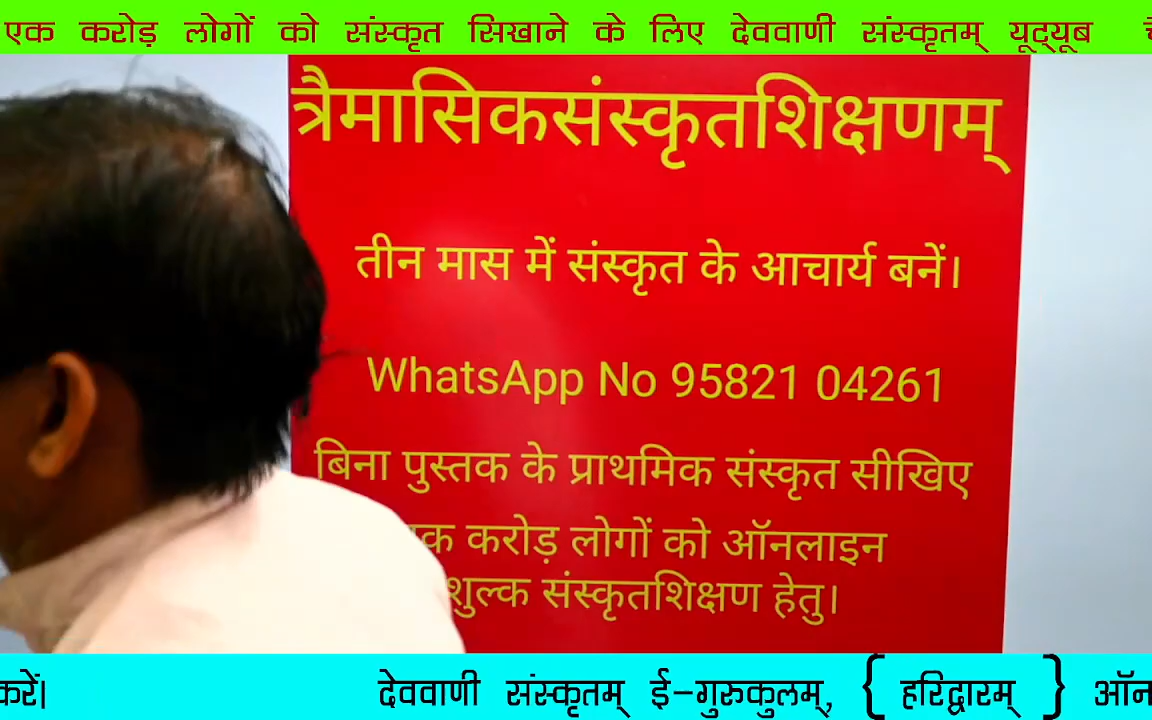 एक करोड़ लोगों को संस्कृत सिखाने के लिए देववाणी संस्कृतम् यूट्यूब
त्रैमासिकसंस्कृतशिक्षणम्
तीन मास में संस्कृत के आचार्य बनें।
WhatsApp No 95821 04261
बिना पुस्तक के प्राथमिक संस्कृत सीखिए
करोड़ लोगों को ऑनलाइन
शुल्क संस्कृतशिक्षण हेतु।
करें। देववाणी संस्कृतम् ई-गुरुकुलम्, { हरिद्वारम् }